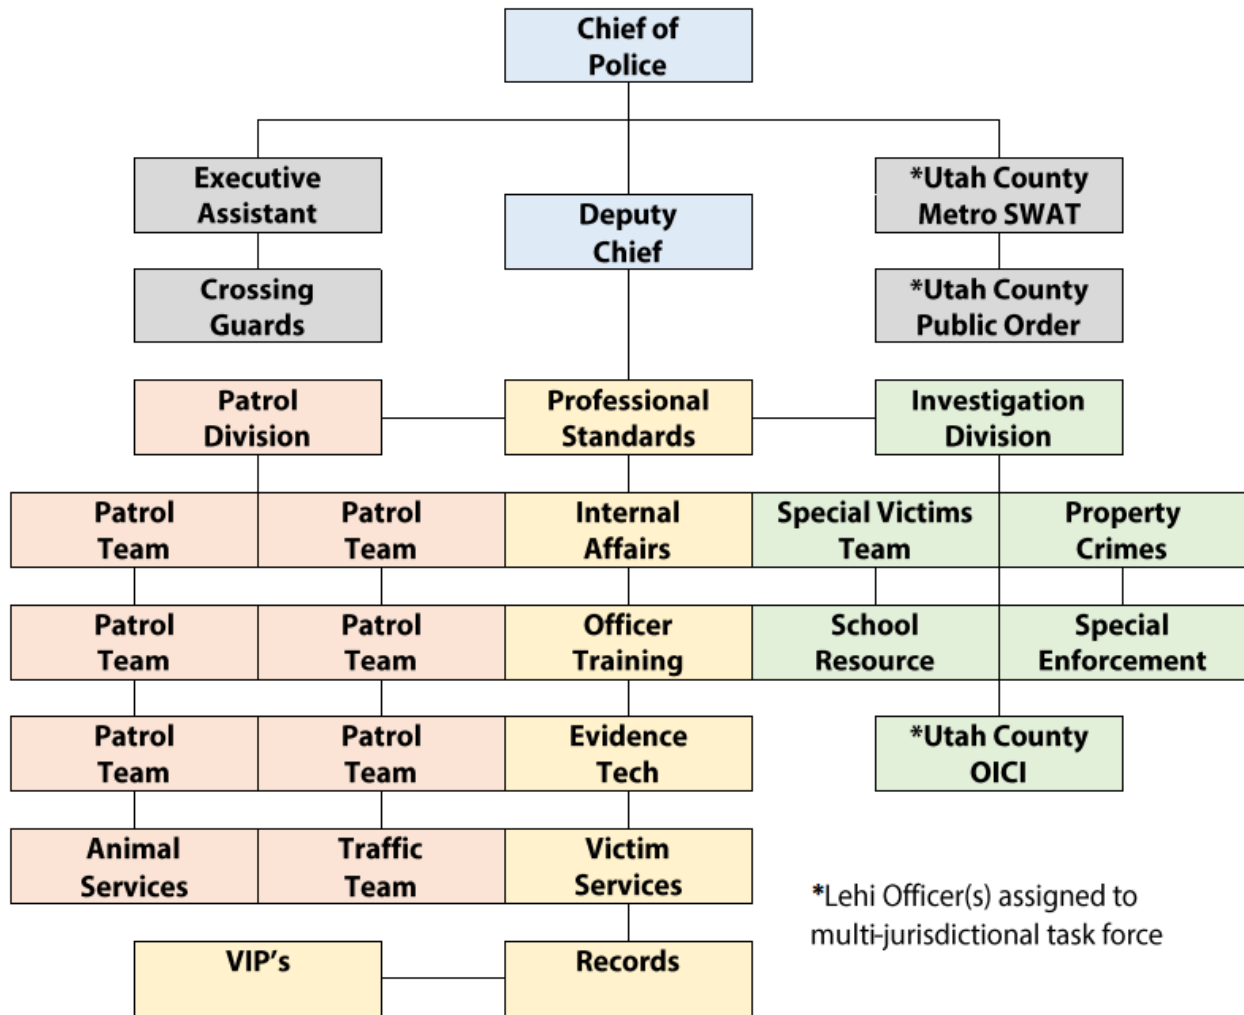 Chief of
Police
Executive
Assistant
Deputy
Chief
*Utah County
Metro SWAT
Crossing
Guards
*Utah County
Public Order
Patrol
Division
Professional
Standards
Investigation
Division
Patrol
Team
Patrol
Team
Internal
Affairs
Special Victims
Team
Property
Crimes
Patrol
Team
Patrol
Team
Officer
Training
School
Resource
Special
Enforcement
Patrol
Team
Patrol
Team
Evidence
Tech
*Utah County
OICI
Animal
Services
Traffic
Team
Victim
Services
*Lehi Officer(s) assigned to
multi-jurisdictional task force
VIP's
Records